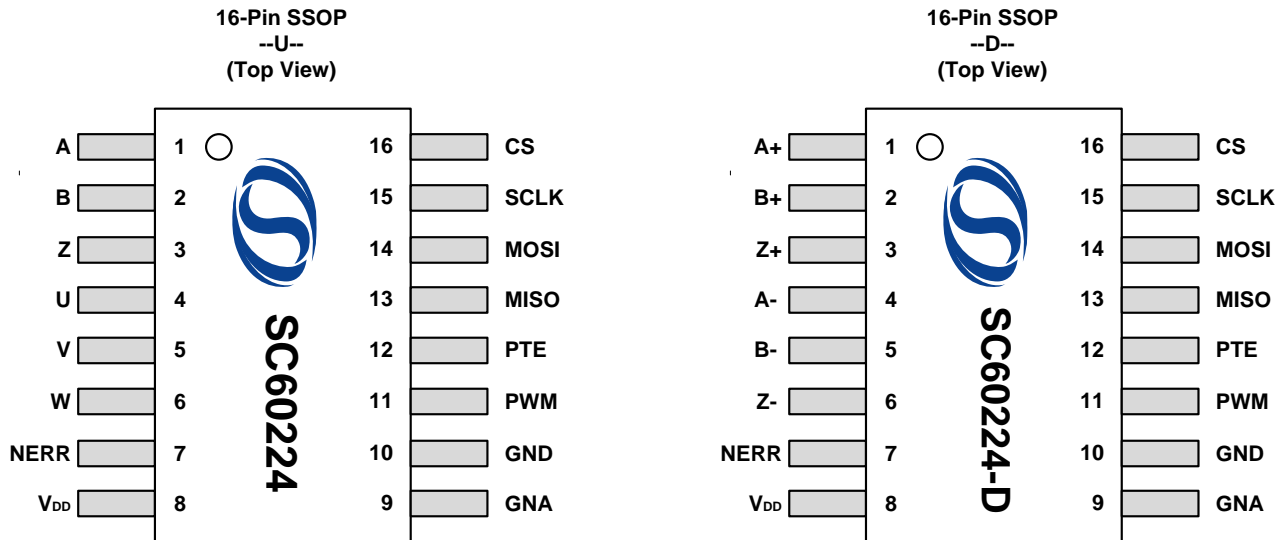 16-Pin SSOP
--U--
(Top View)
A 1 16 CS
B 2 15 SCLK
Z 3 14 MOSI
U 4 13 MISO
V 5 12 PTE
W 6 11 PWM
NERR 7 10 GND
VDD 8 9 GNA
SC60224
16-Pin SSOP
--D--
(Top View)
A+ 1 16 CS
B+ 2 15 SCLK
Z+ 3 14 MOSI
A- 4 13 MISO
B- 5 12 PTE
Z- 6 11 PWM
NERR 7 10 GND
VDD 8 9 GNA
SC60224-D